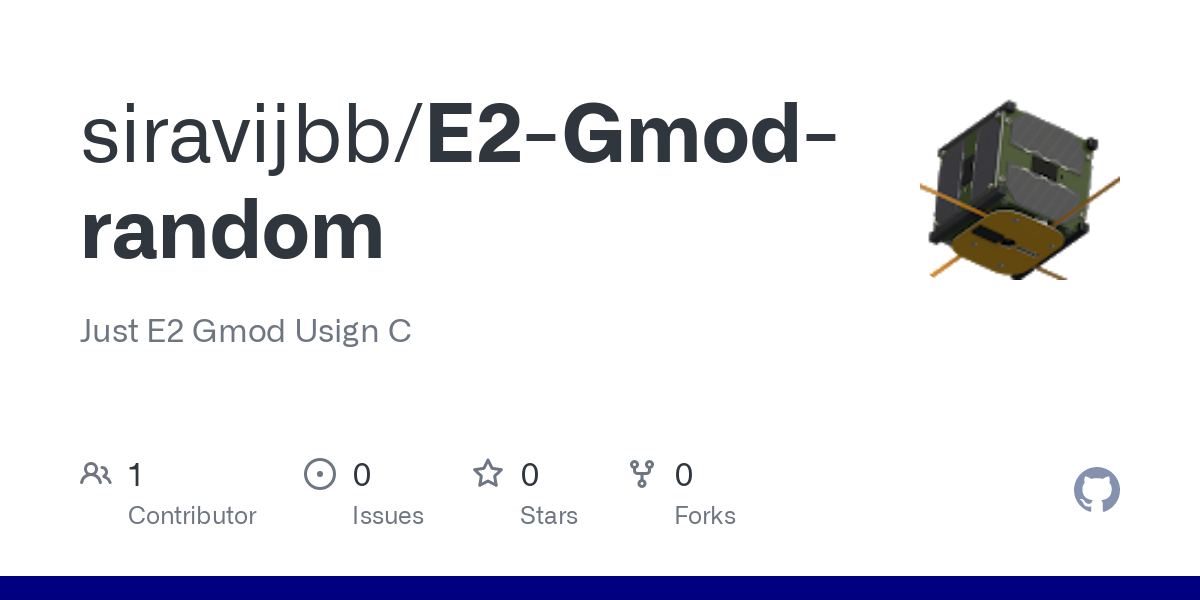 siravijbb/E2-Gmod-
random
Just E2 Gmod Usign C
1 0 0 0
Contributor Issues Stars Forks